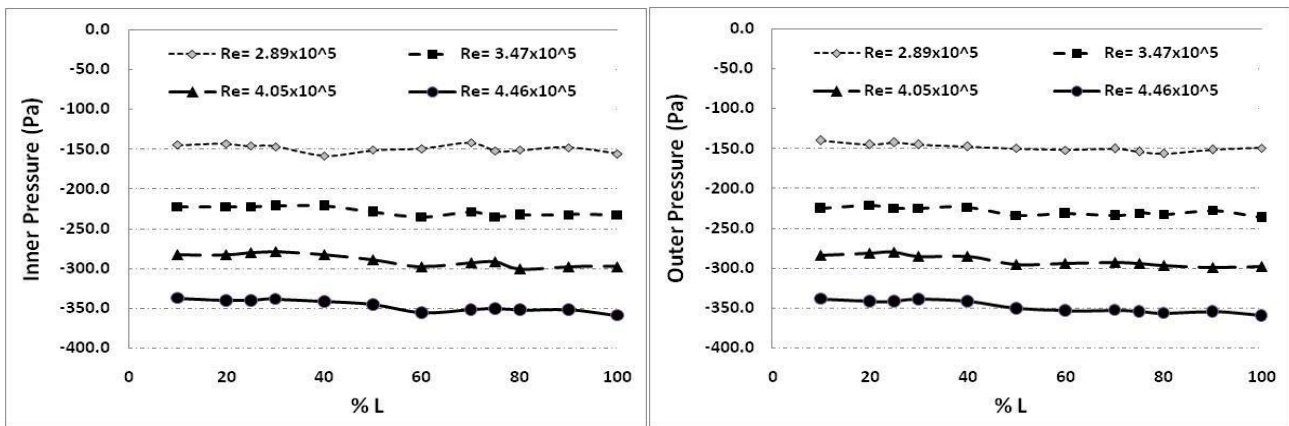 0.0
-50.0
-100.0
-150.0
-200.0
-250.0
-300.0
-350.0
-400.0
Inner Pressure (Pa)
Re= 2.89x10^5
Re= 3.47x10^5
Re= 4.05x10^5
Re= 4.46x10^5
0 20 40 60 80 100
% L
0.0
-50.0
-100.0
-150.0
-200.0
-250.0
-300.0
-350.0
-400.0
Outer Pressure (Pa)
Re= 2.89x10^5
Re= 3.47x10^5
Re= 4.05x10^5
Re= 4.46x10^5
0 20 40 60 80 100
% L